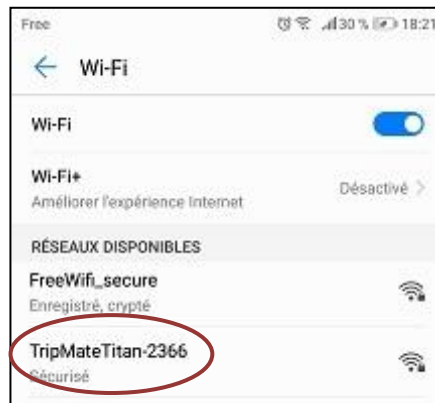 Free 30 % 18:21
Wi-Fi
Wi-Fi
Wi-Fi+
Améliorer l'expérience Internet
Désactivé
RÉSEAUX DISPONIBLES
FreeWifi_secure
Enregistré, crypté
TripMateTitan-2366
Sécurisé